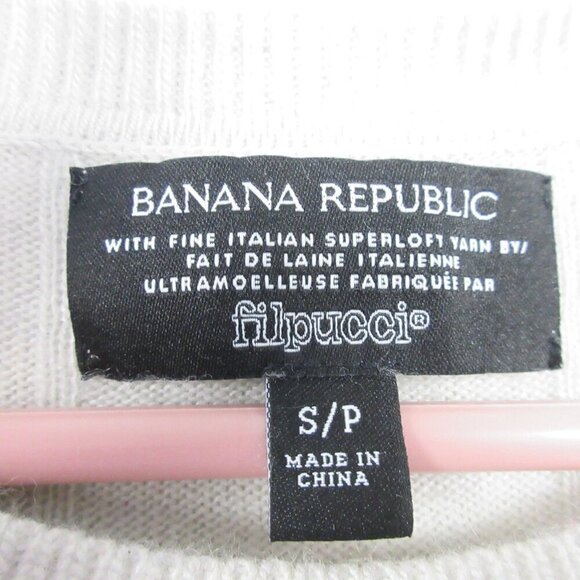 BANANA REPUBLIC
WITH FINE ITALIAN SUPERLOFT YARN BY/
FAIT DE LAINE ITALIENNE
ULTRAMOELLEUSE FABRIQUÉE PAR
filpucci®
S/P
MADE IN
CHINA